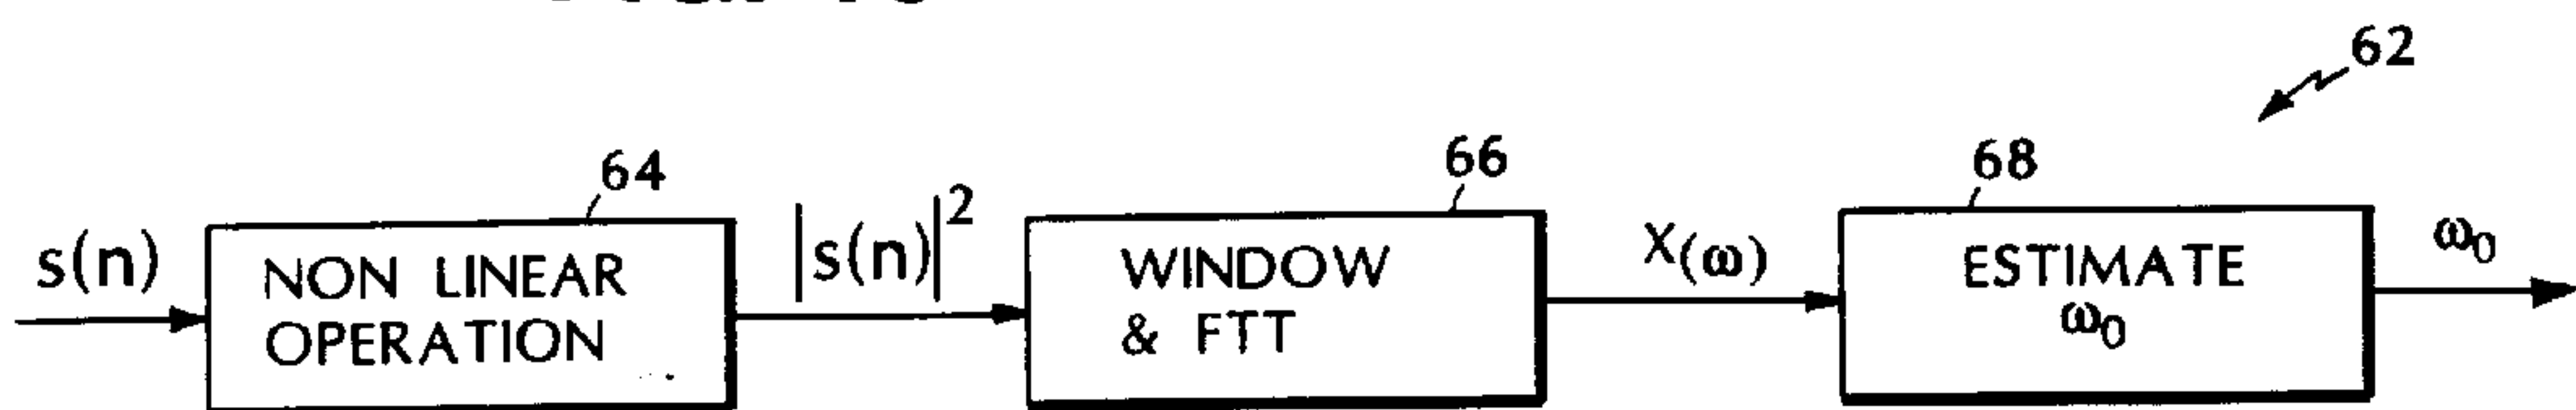 62
64
66
68
s(n)
NON LINEAR
OPERATION
|s(n)|²
WINDOW
& FTT
X(ω)
ESTIMATE
ω₀
ω₀